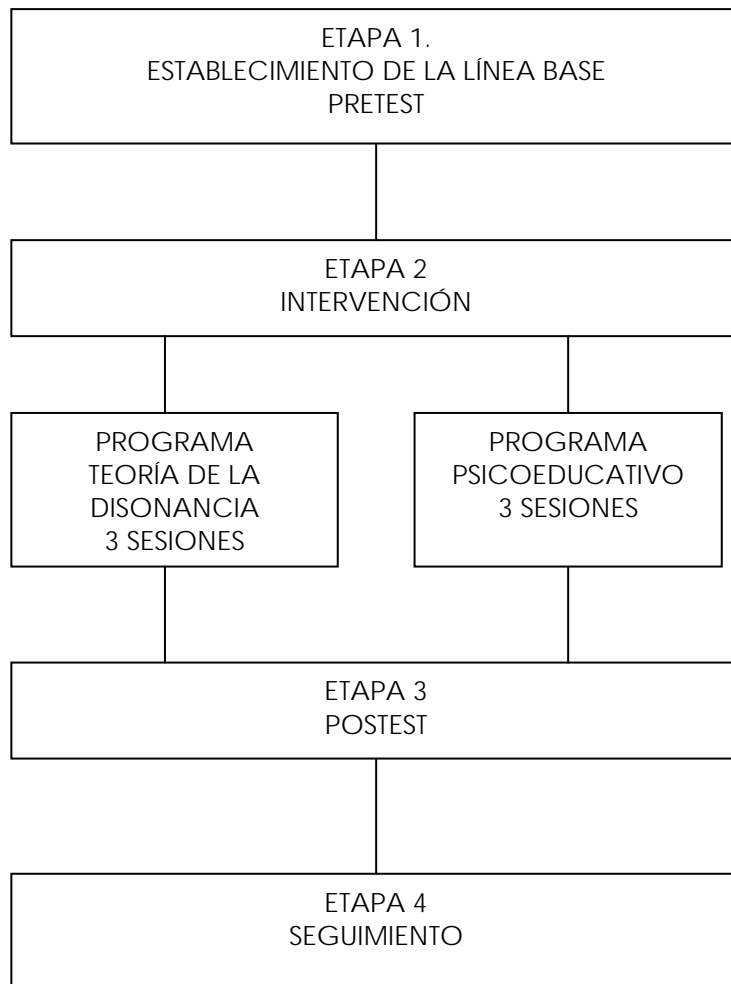 ETAPA 1.
ESTABLECIMIENTO DE LA LÍNEA BASE
PRETEST
ETAPA 2
INTERVENCIÓN
PROGRAMA
TEORÍA DE LA
DISONANCIA
3 SESIONES
PROGRAMA
PSICOEDUCATIVO
3 SESIONES
ETAPA 3
POSTEST
ETAPA 4
SEGUIMIENTO